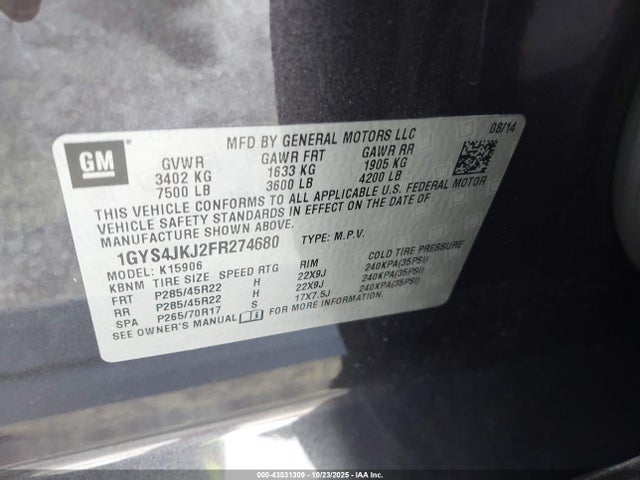 GM
MFD BY GENERAL MOTORS LLC 08/14
GVWR GAWR FRT GAWR RR
3402 KG 1633 KG 1905 KG
7500 LB 3600 LB 4200 LB
THIS VEHICLE CONFORMS TO ALL APPLICABLE U.S. FEDERAL MOTOR
VEHICLE SAFETY STANDARDS IN EFFECT ON THE DATE OF
MANUFACTURE SHOWN ABOVE.
1GYS4JKJ2FR274680 TYPE: M.P.V.
MODEL: K15906
KBNM TIRE SIZE SPEED RTG RIM COLD TIRE PRESSURE
FRT P285/45R22 H 22X9J 240KPA(35PSI)
RR P285/45R22 H 22X9J 240KPA(35PSI)
SPA P265/70R17 S 17X7.5J 240KPA(35PSI)
SEE OWNER'S MANUAL FOR MORE INFORMATION.
000-43531309 - 10/23/2025 - IAA Inc.